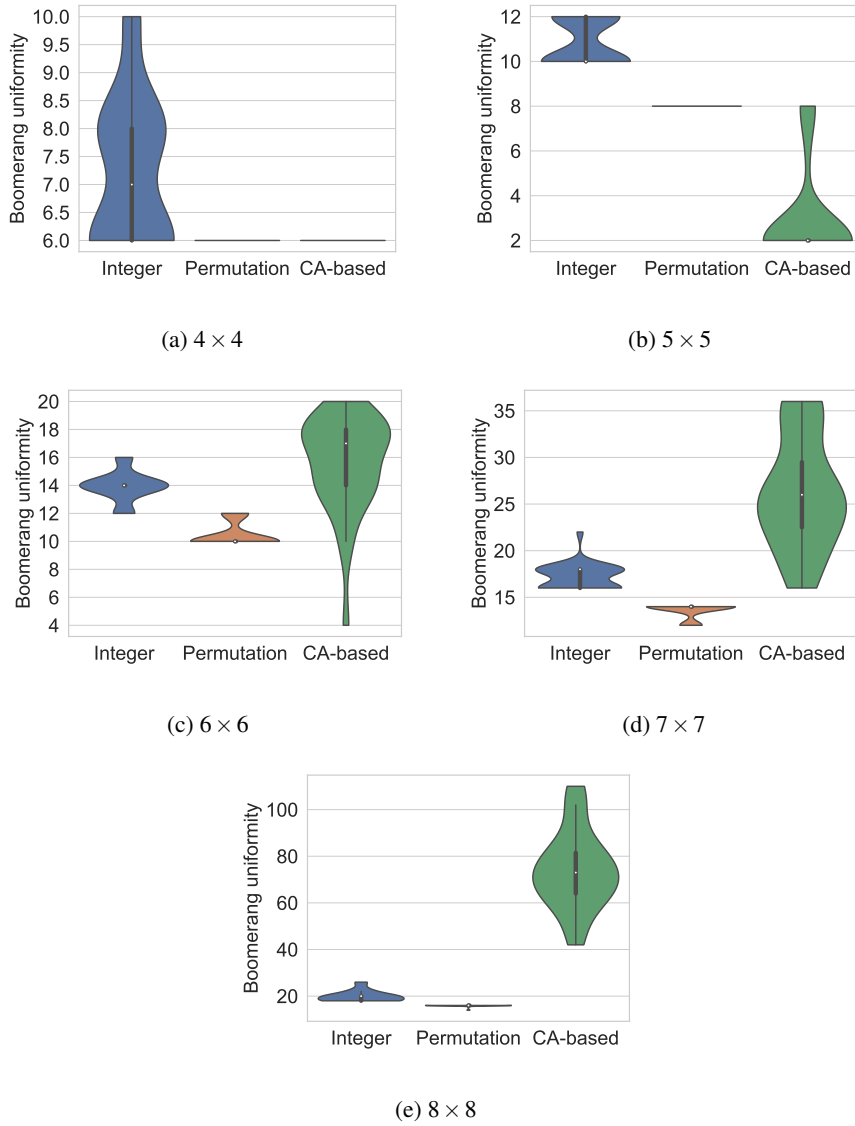 Boomerang uniformity
10.0
9.5
9.0
8.5
8.0
7.5
7.0
6.5
6.0
Integer Permutation CA-based
(a) 4 × 4
Boomerang uniformity
12
10
8
6
4
2
Integer Permutation CA-based
(b) 5 × 5
Boomerang uniformity
20
18
16
14
12
10
8
6
4
Integer Permutation CA-based
(c) 6 × 6
Boomerang uniformity
35
30
25
20
15
Integer Permutation CA-based
(d) 7 × 7
Boomerang uniformity
100
80
60
40
20
Integer Permutation CA-based
(e) 8 × 8